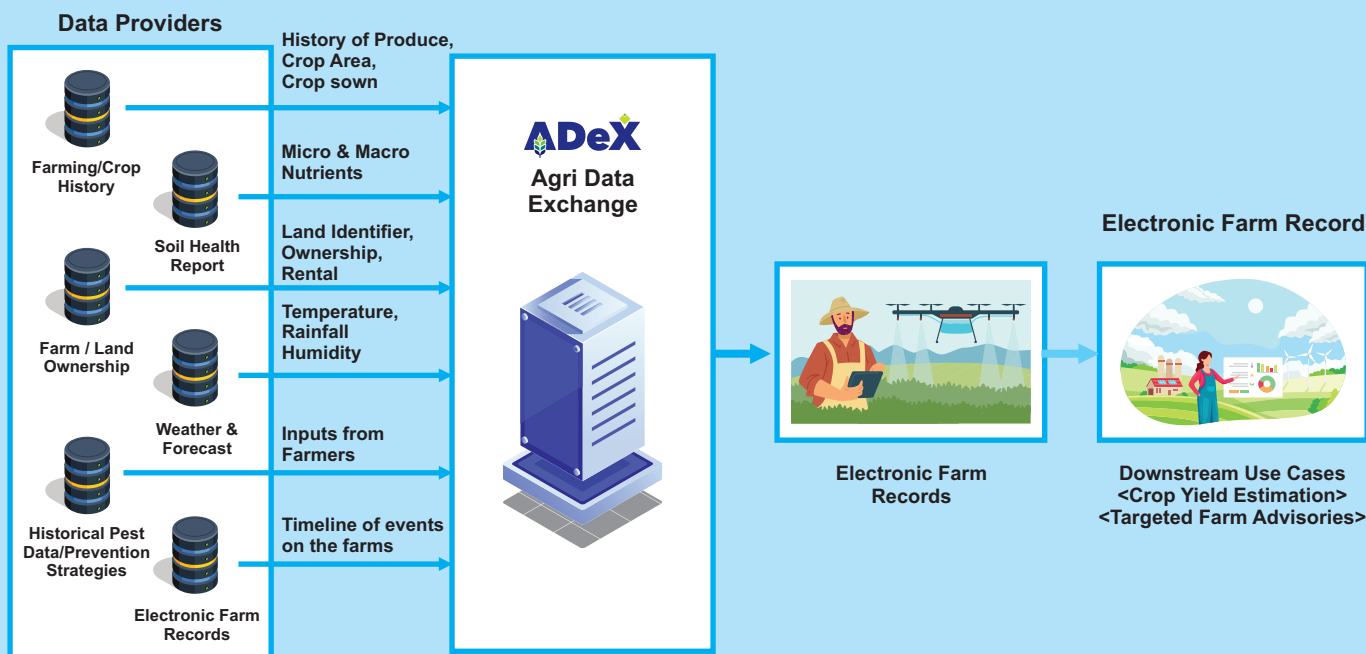 Data Providers
Farming/Crop
History
Soil Health
Report
Farm / Land
Ownership
Weather &
Forecast
Historical Pest
Data/Prevention
Strategies
Electronic Farm
Records
History of Produce,
Crop Area,
Crop sown
Micro & Macro
Nutrients
Land Identifier,
Ownership,
Rental
Temperature,
Rainfall
Humidity
Inputs from
Farmers
Timeline of events
on the farms
ADeX
Agri Data
Exchange
Electronic Farm
Records
Electronic Farm Record
Downstream Use Cases
<Crop Yield Estimation>
<Targeted Farm Advisories>